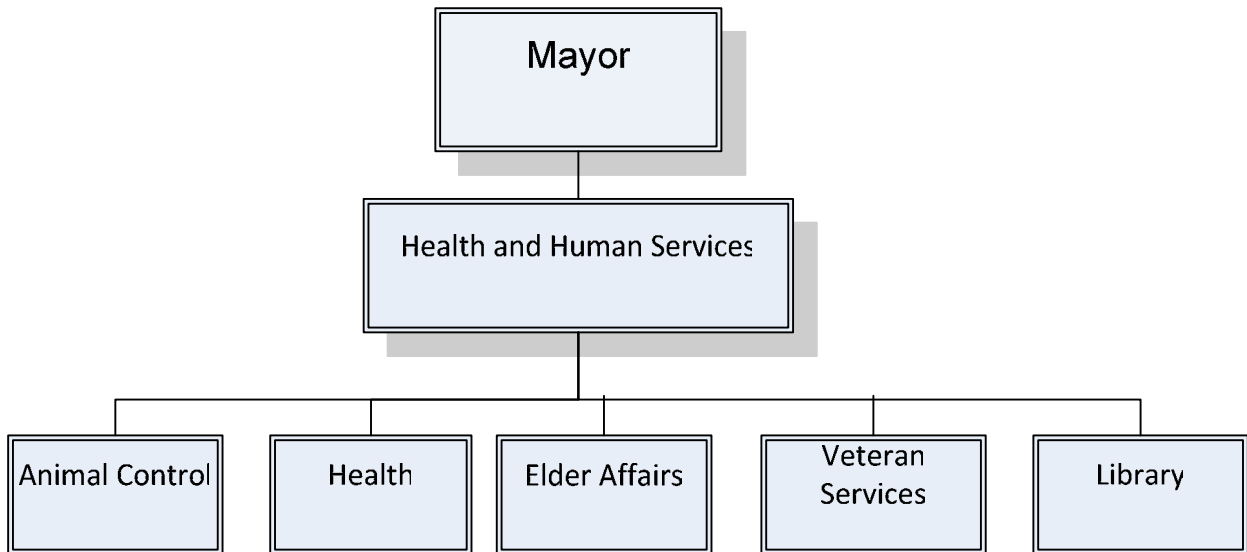 Mayor
Health and Human Services
Animal Control
Health
Elder Affairs
Veteran
Services
Library